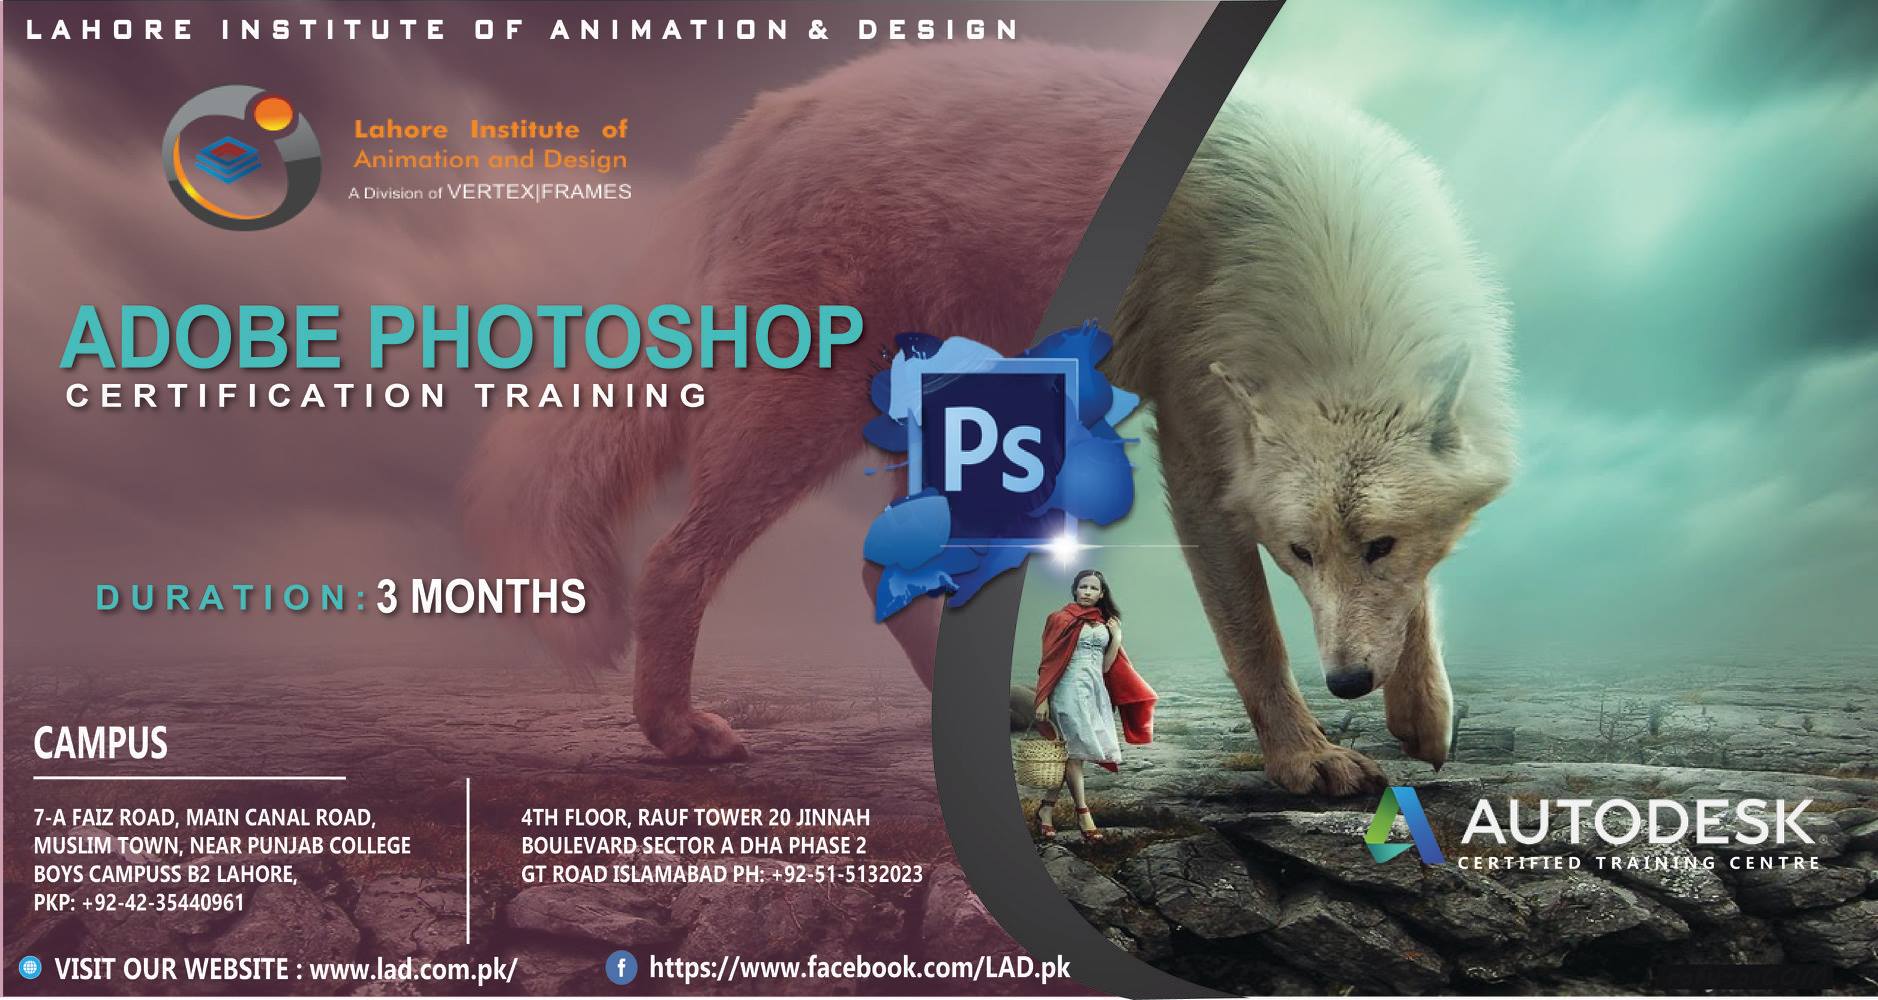 LAHORE INSTITUTE OF ANIMATION & DESIGN
Lahore Institute of
Animation and Design
A Division of VERTEX|FRAMES
ADOBE PHOTOSHOP
CERTIFICATION TRAINING
Ps
DURATION: 3 MONTHS
CAMPUS
7-A FAIZ ROAD, MAIN CANAL ROAD,
MUSLIM TOWN, NEAR PUNJAB COLLEGE
BOYS CAMPUSS B2 LAHORE,
PKP: +92-42-35440961
4TH FLOOR, RAUF TOWER 20 JINNAH
BOULEVARD SECTOR A DHA PHASE 2
GT ROAD ISLAMABAD PH: +92-51-5132023
AUTODESK
CERTIFIED TRAINING CENTRE
VISIT OUR WEBSITE : www.lad.com.pk/
f https://www.facebook.com/LAD.pk